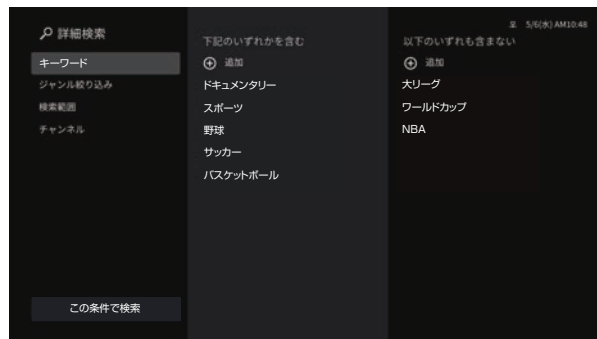 詳細検索
キーワード
ジャンル絞り込み
検索範囲
チャンネル
この条件で検索
下記のいずれかを含む
追加
ドキュメンタリー
スポーツ
野球
サッカー
バスケットボール
5/6(水) AM10:48
以下のいずれも含まない
追加
大リーグ
ワールドカップ
NBA